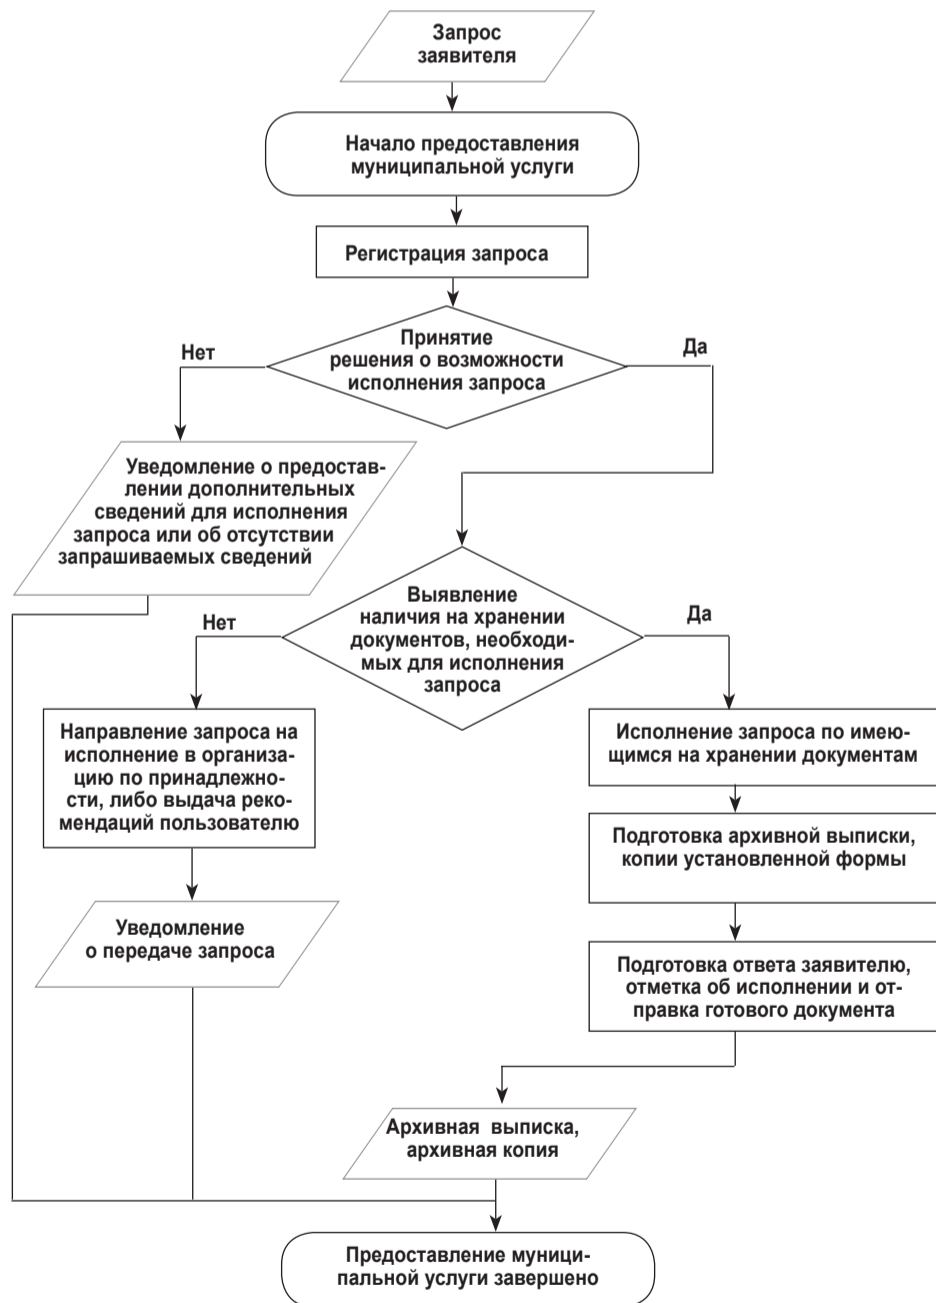 Запрос
заявителя
Начало предоставления
муниципальной услуги
Регистрация запроса
Принятие
решения о возможности
исполнения запроса
Нет
Да
Уведомление о предостав-
лении дополнительных
сведений для исполнения
запроса или об отсутствии
запрашиваемых сведений
Выявление
наличия на хранении
документов, необходи-
мых для исполнения
запроса
Нет
Да
Направление запроса на
исполнение в организа-
цию по принадлежно-
сти, либо выдача реко-
мендаций пользователю
Уведомление
о передаче запроса
Исполнение запроса по имею-
щимся на хранении документам
Подготовка архивной выписки,
копии установленной формы
Подготовка ответа заявителю,
отметка об исполнении и от-
правка готового документа
Архивная выписка,
архивная копия
Предоставление муници-
пальной услуги завершено